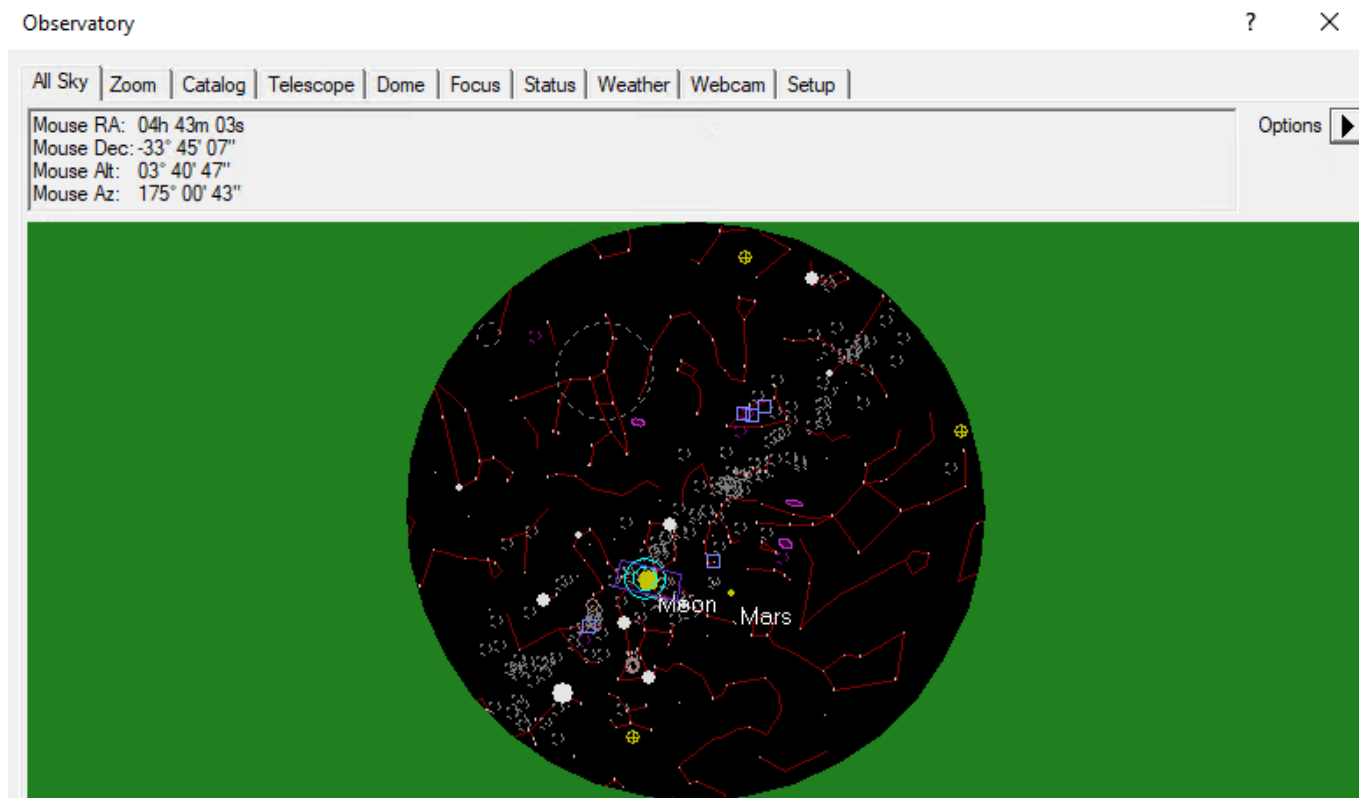 Observatory ? ×
All Sky Zoom Catalog Telescope Dome Focus Status Weather Webcam Setup
Mouse RA: 04h 43m 03s
Options
Mouse Dec: -33° 45' 07"
Mouse Alt: 03° 40' 47"
Mouse Az: 175° 00' 43"
Moon
Mars